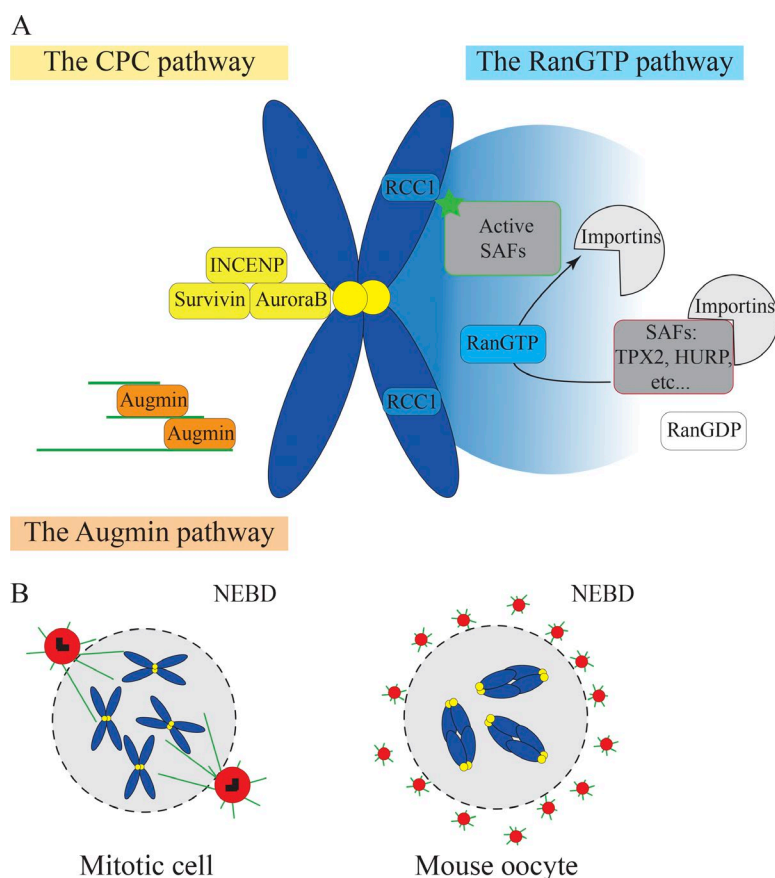 A
The CPC pathway
The RanGTP pathway
RCC1
Active
SAFs
Importins
INCENP
Survivin
AuroraB
Importins
RanGTP
SAFs:
TPX2, HURP,
etc...
RCC1
Augmin
Augmin
RanGDP
The Augmin pathway
B
NEBD
NEBD
Mitotic cell
Mouse oocyte